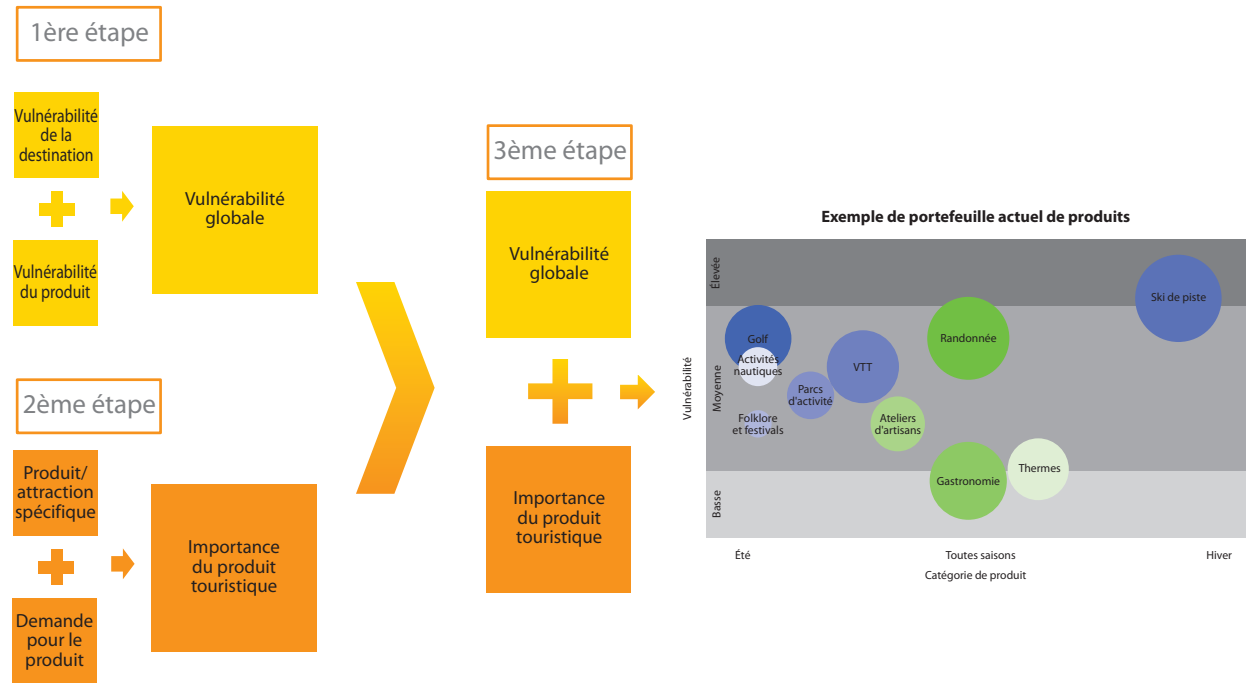 1ère étape
Vulnérabilité
de la
destination
Vulnérabilité
du produit
Vulnérabilité
globale
2ème étape
Produit/
attraction
spécifique
Demande
pour le
produit
Importance
du produit
touristique
3ème étape
Vulnérabilité
globale
Importance
du produit
touristique
Exemple de portefeuille actuel de produits
Vulnérabilité
Élevée
Moyenne
Basse
Ski de piste
Golf
Activités
nautiques
Randonnée
VTT
Parcs
d'activité
Folklore
et festivals
Ateliers
d'artisans
Gastronomie
Thermes
Été
Toutes saisons
Hiver
Catégorie de produit